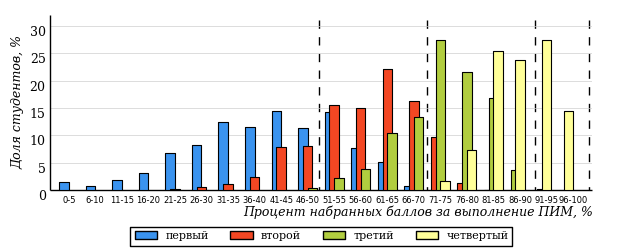 Доля студентов, %
30
25
20
15
10
5
0
0-5 6-10 11-15 16-20 21-25 26-30 31-35 36-40 41-45 46-50 51-55 56-60 61-65 66-70 71-75 76-80 81-85 86-90 91-95 96-100
Процент набранных баллов за выполнение ПИМ, %
первый второй третий четвертый